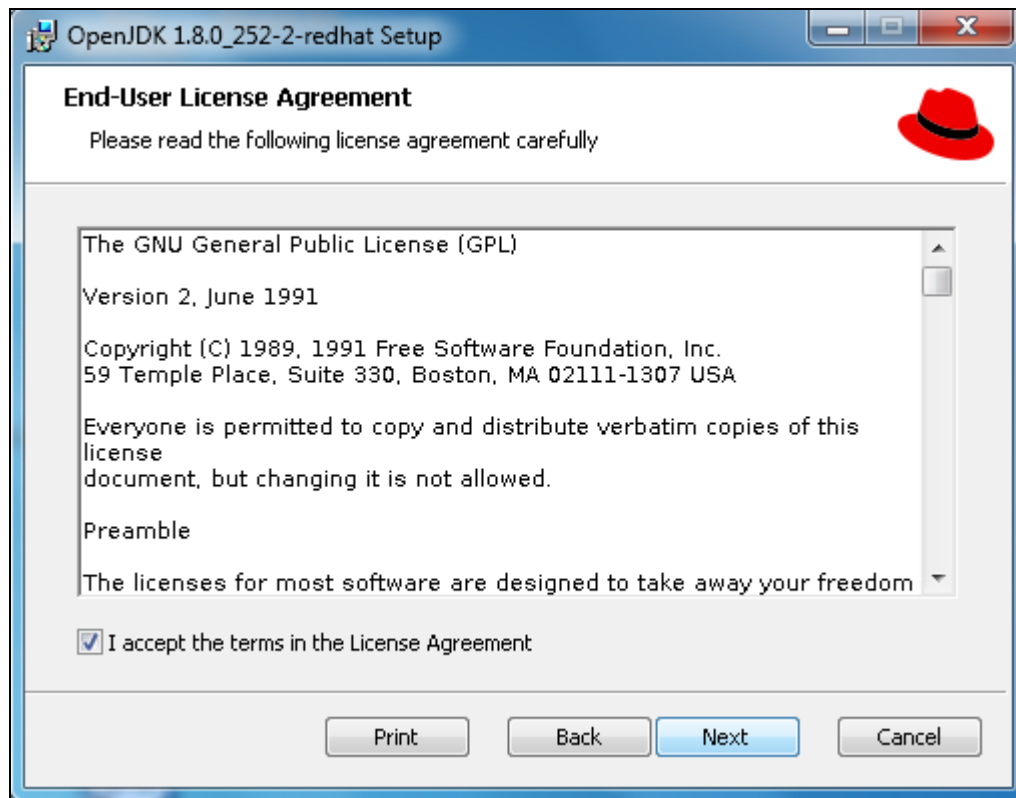 OpenJDK 1.8.0_252-2-redhat Setup
End-User License Agreement
Please read the following license agreement carefully
The GNU General Public License (GPL)
Version 2, June 1991
Copyright (C) 1989, 1991 Free Software Foundation, Inc.
59 Temple Place, Suite 330, Boston, MA 02111-1307 USA
Everyone is permitted to copy and distribute verbatim copies of this
license
document, but changing it is not allowed.
Preamble
The licenses for most software are designed to take away your freedom
I accept the terms in the License Agreement
Print Back Next Cancel